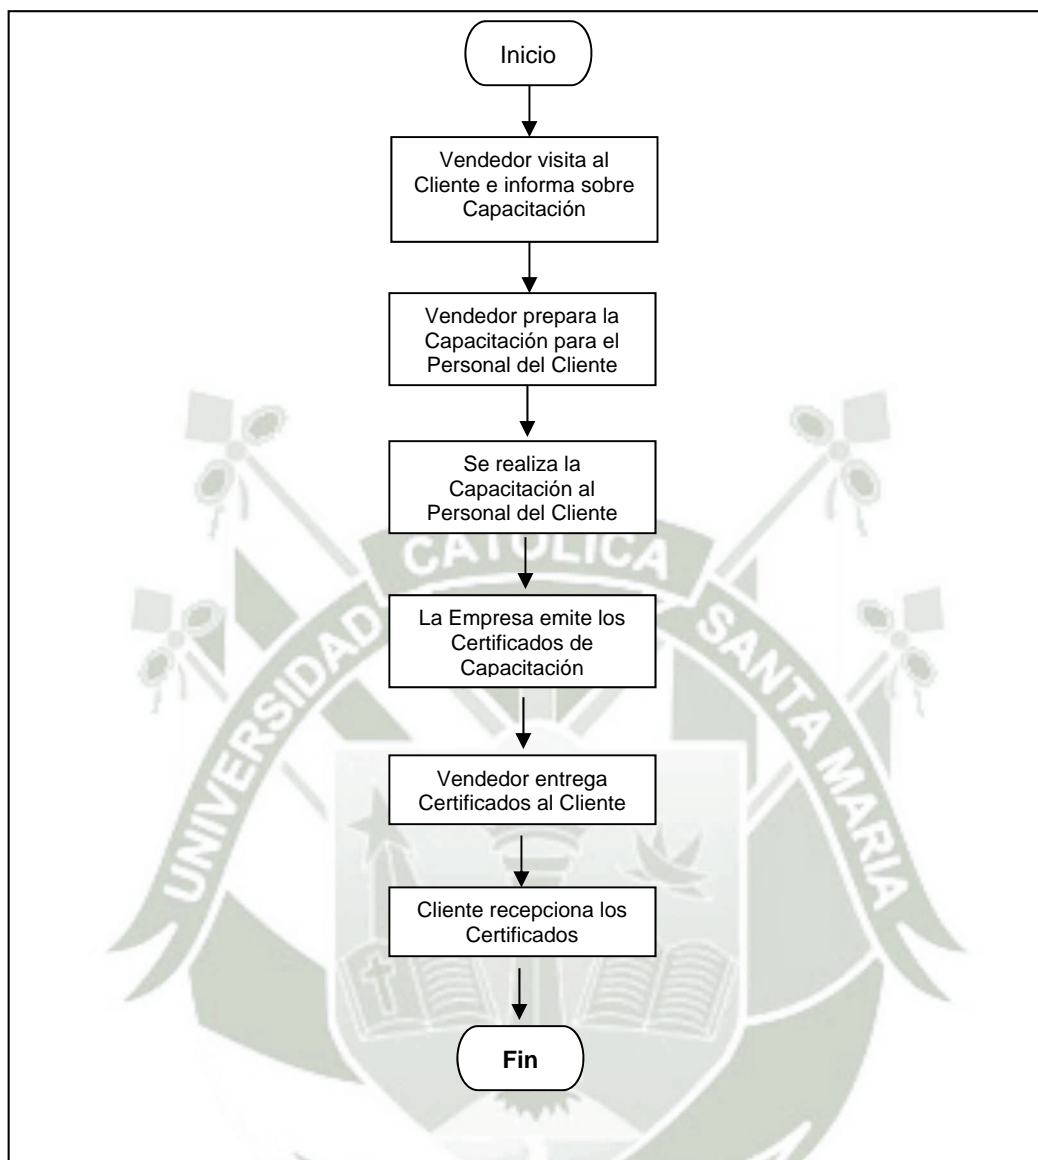 Inicio
Vendedor visita al
Cliente e informa sobre
Capacitación
Vendedor prepara la
Capacitación para el
Personal del Cliente
Se realiza la
Capacitación al
Personal del Cliente
CATOLICA
La Empresa emite los
Certificados de
Capacitación
UNIVERSIDAD
SANTA MARIA
Vendedor entrega
Certificados al Cliente
Cliente recepciona los
Certificados
Fin